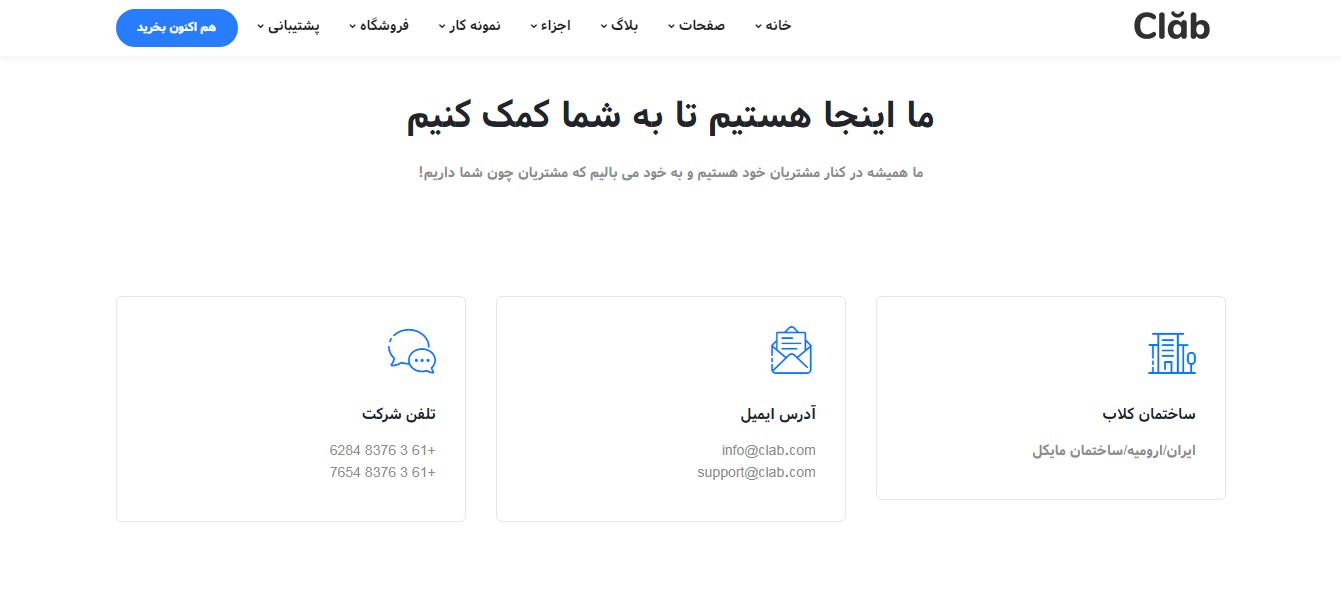 Clăb
خانه
صفحات
بلاگ
اجزاء
نمونه کار
فروشگاه
پشتیبانی
هم اکنون بخرید
ما اینجا هستیم تا به شما کمک کنیم
ما همیشه در کنار مشتریان خود هستیم و به خود می بالیم که مشتریان چون شما داریم!
ساختمان کلاب
ایران/ارومیه/ساختمان مایکل
آدرس ایمیل
info@clab.com
support@clab.com
تلفن شرکت
6284 8376 3 61+
7654 8376 3 61+